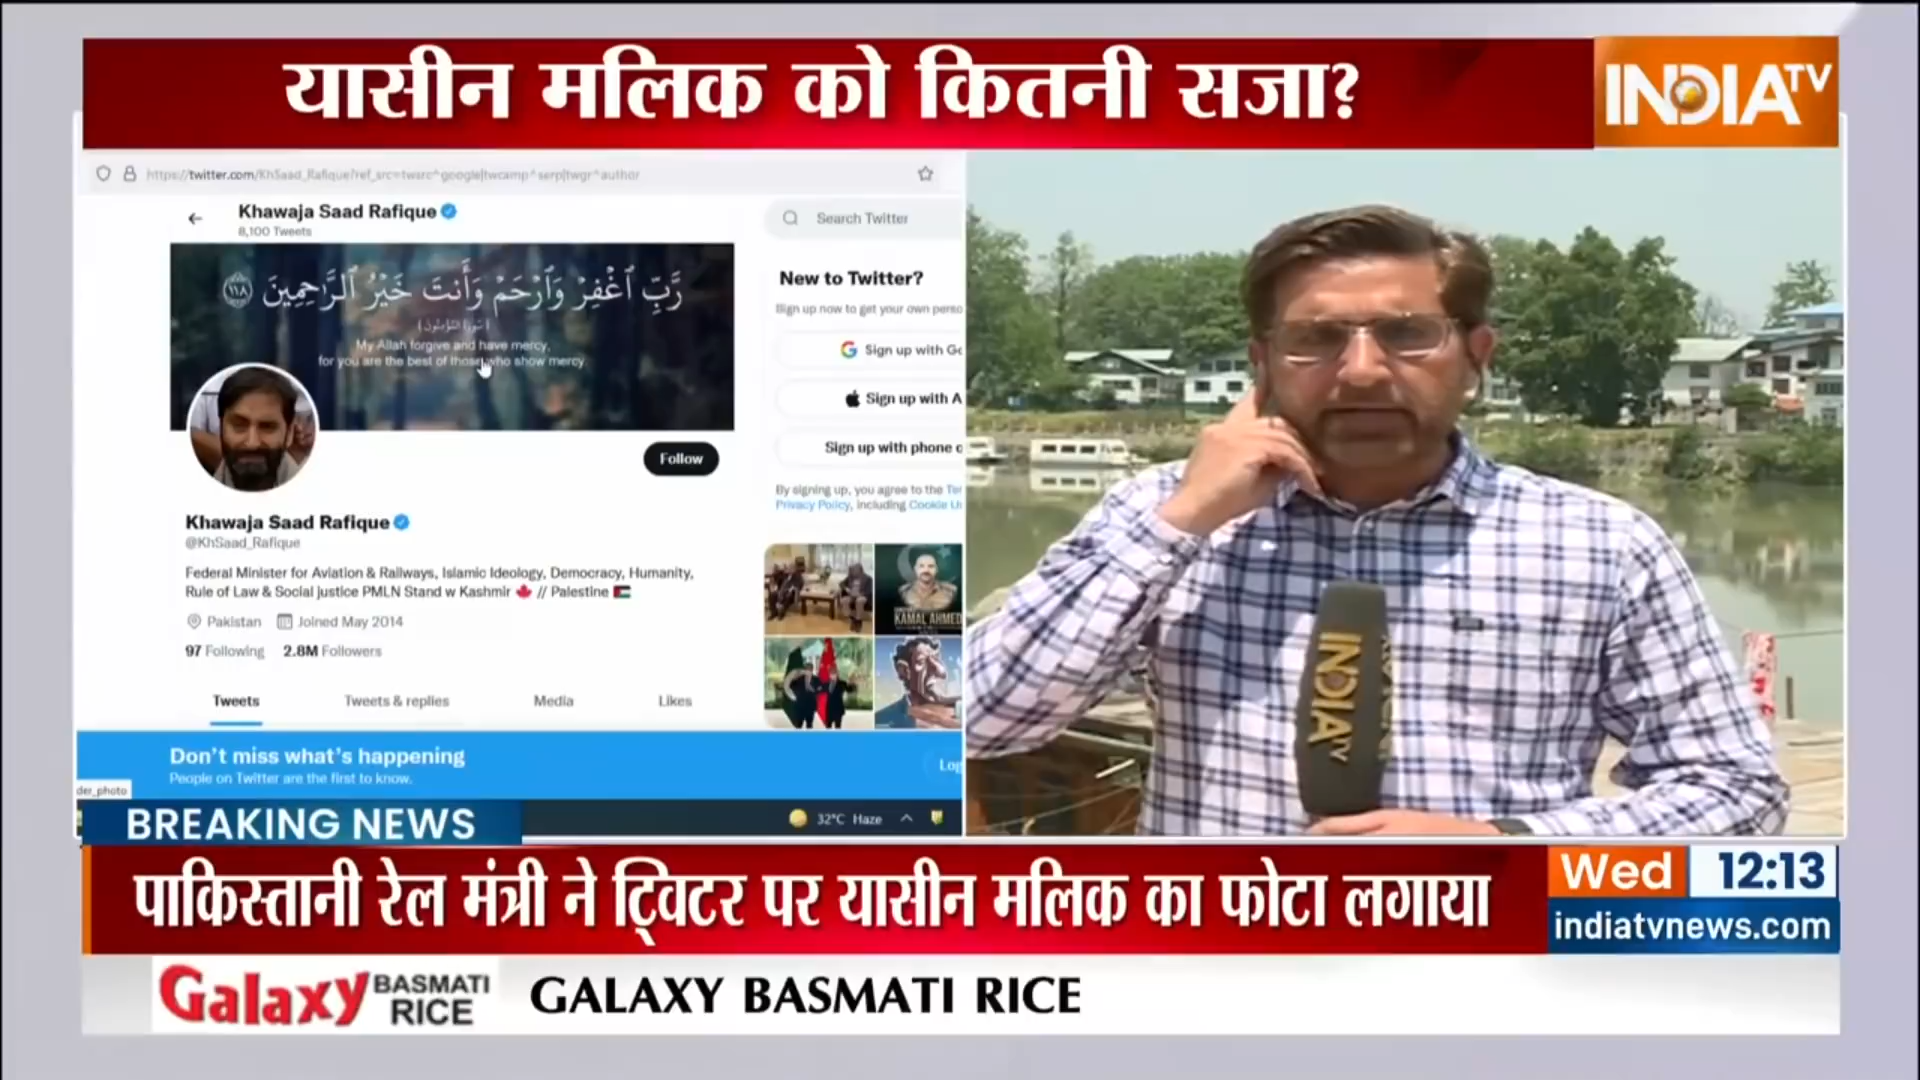 यासीन मलिक को कितनी सजा?
INDIA TV
https://twitter.com/KhSaad_Rafique?ref_src=twsrc^google|twcamp^serp|twgr^author
Khawaja Saad Rafique
8,100 Tweets
Search Twitter
رَّبِّ ٱغْفِرْ وَٱرْحَمْ وَأَنتَ خَيْرُ ٱلرَّٰحِمِينَ ١١٨
My Allah forgive and have mercy,
for you are the best of those who show mercy
New to Twitter?
Sign up now to get your own perso
Sign up with Go
Sign up with A
Sign up with phone o
By signing up, you agree to the Ter
Privacy Policy, including Cookie Us
Follow
Khawaja Saad Rafique
@KhSaad_Rafique
Federal Minister for Aviation & Railways, Islamic Ideology, Democracy, Humanity,
Rule of Law & Social justice PMLN Stand w Kashmir // Palestine
Pakistan Joined May 2014
97 Following 2.8M Followers
Tweets Tweets & replies Media Likes
KAMAL AHMED
Don't miss what's happening
People on Twitter are the first to know.
Log
der_photo
32°C Haze
INDIA TV
BREAKING NEWS
पाकिस्तानी रेल मंत्री ने ट्विटर पर यासीन मलिक का फोटा लगाया
Wed 12:13
indiatvnews.com
Galaxy BASMATI
RICE
GALAXY BASMATI RICE